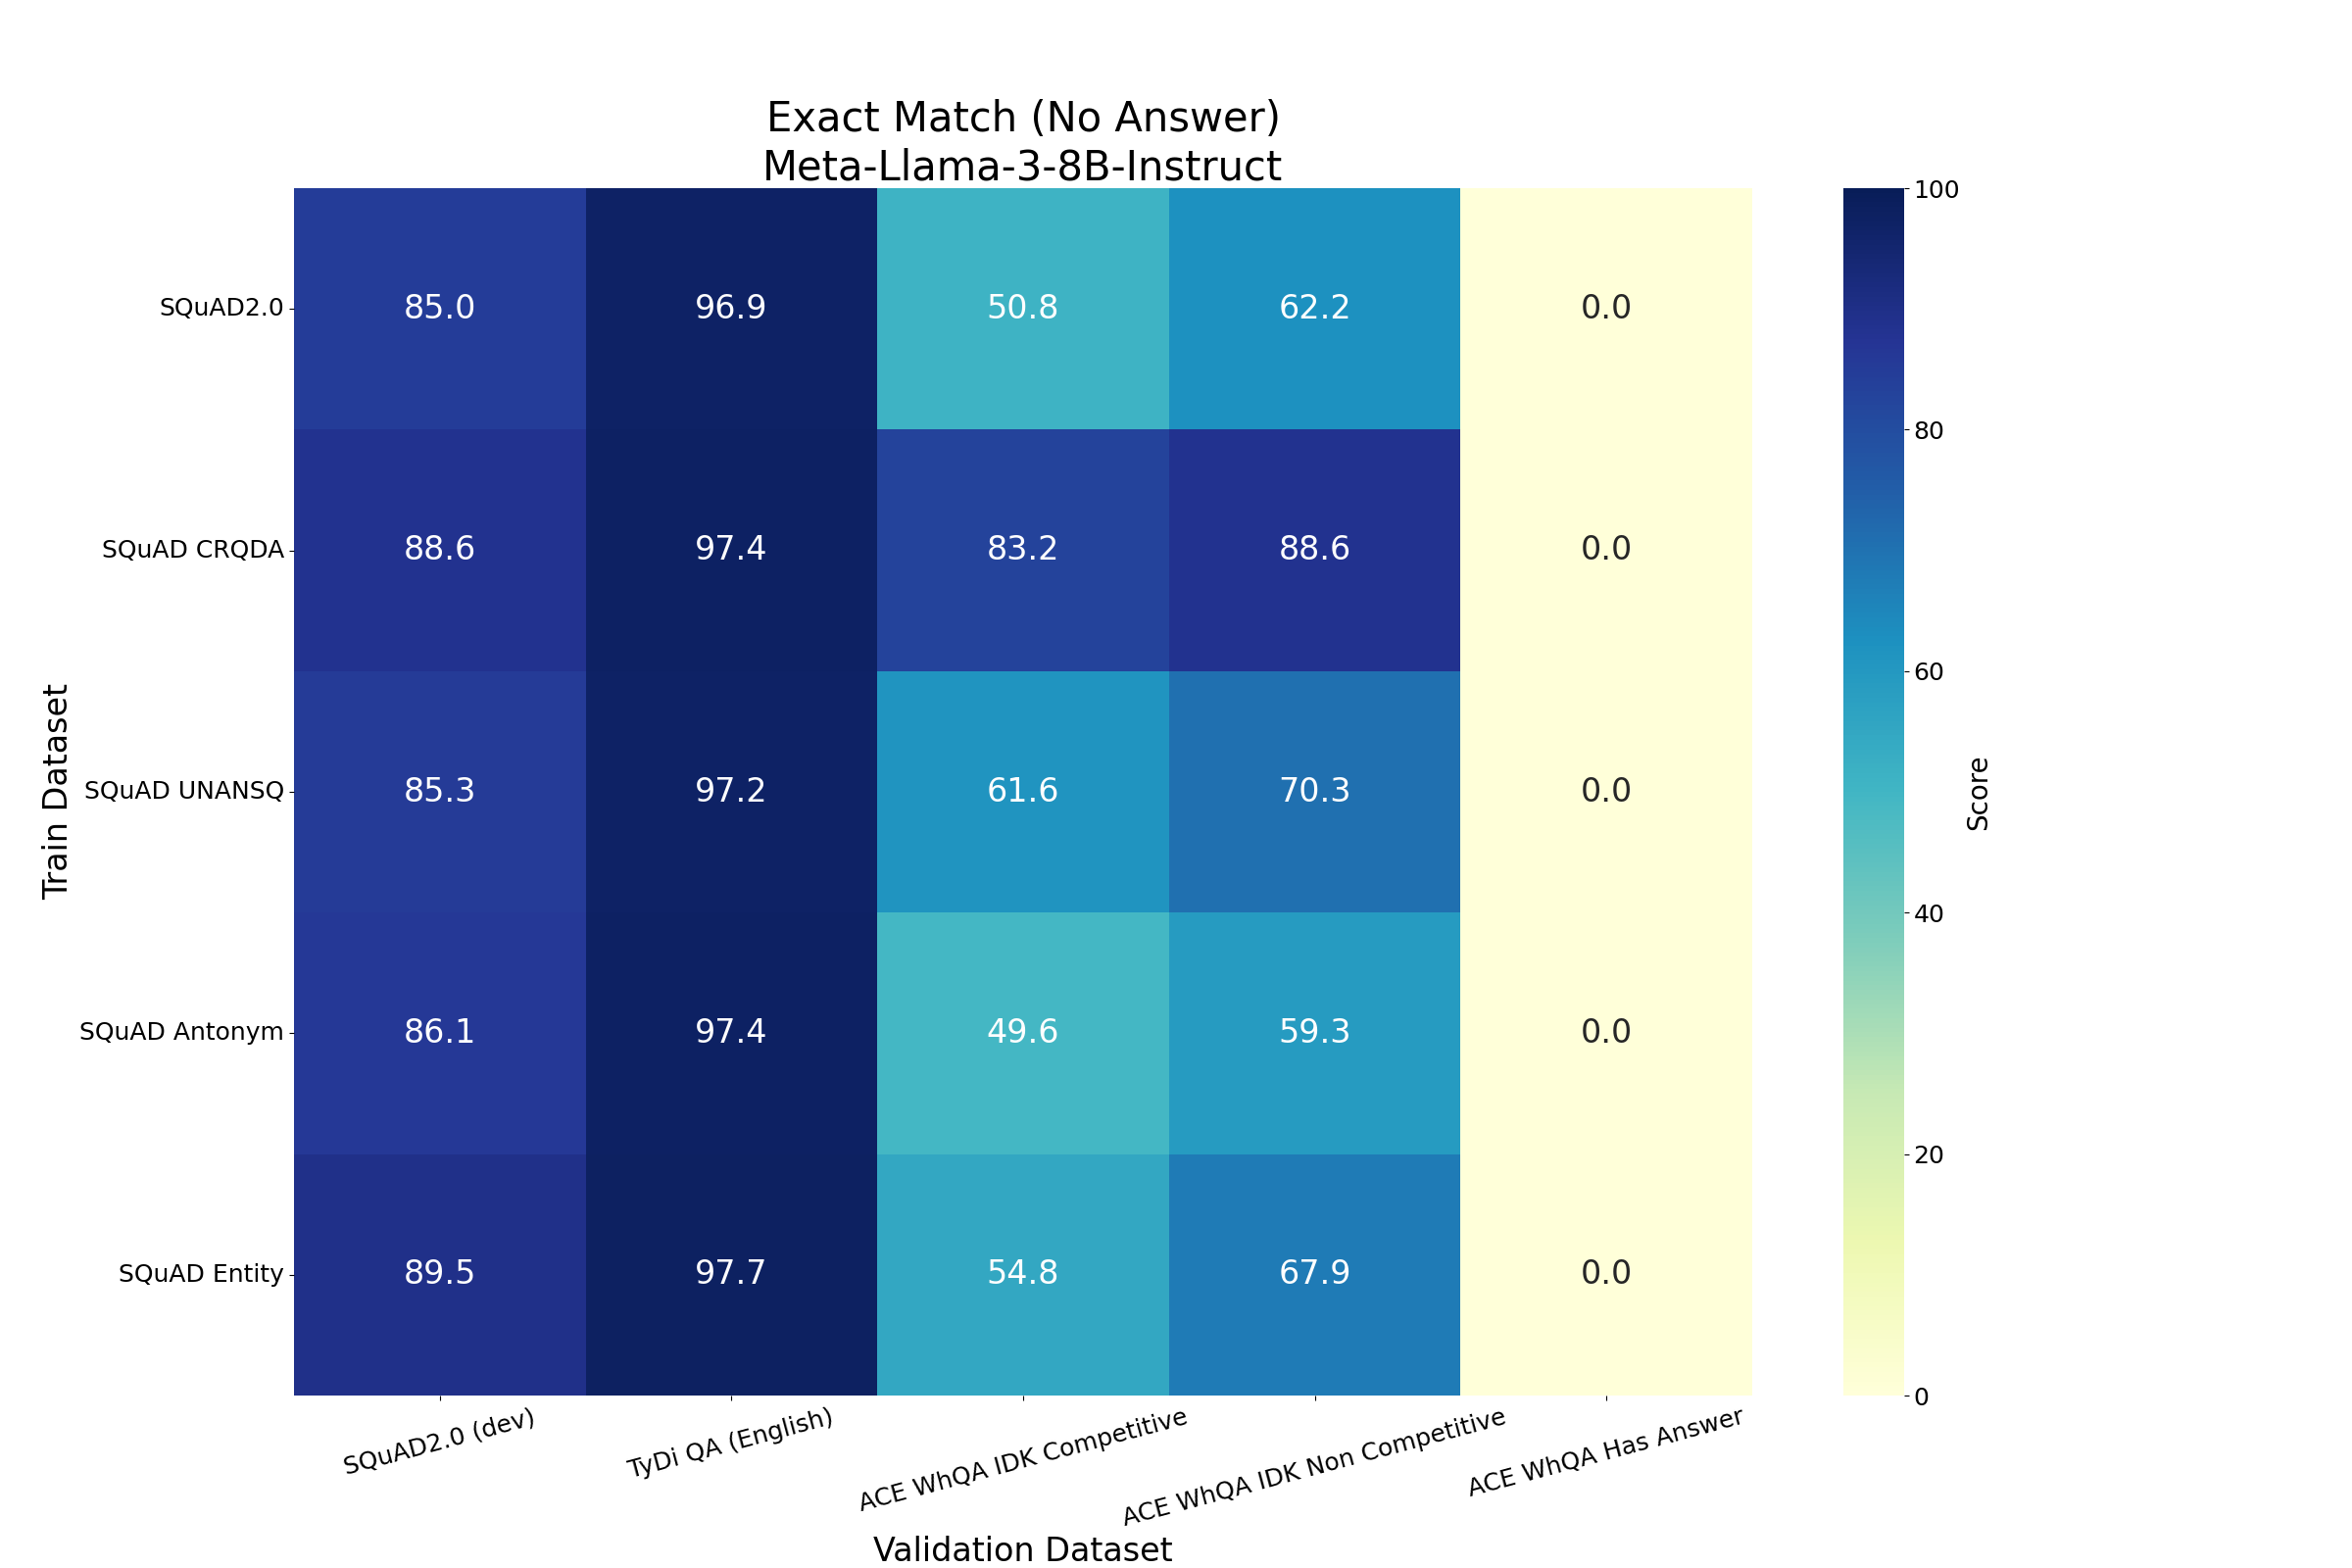 Exact Match (No Answer)
Meta-Llama-3-8B-Instruct
Train Dataset
SQuAD2.0 85.0 96.9 50.8 62.2 0.0
SQuAD CRQDA 88.6 97.4 83.2 88.6 0.0
SQuAD UNANSQ 85.3 97.2 61.6 70.3 0.0
SQuAD Antonym 86.1 97.4 49.6 59.3 0.0
SQuAD Entity 89.5 97.7 54.8 67.9 0.0
SQuAD2.0 (dev)
TyDi QA (English)
ACE WhQA IDK Competitive
ACE WhQA IDK Non Competitive
ACE WhQA Has Answer
Validation Dataset
100
80
60
40
20
0
Score